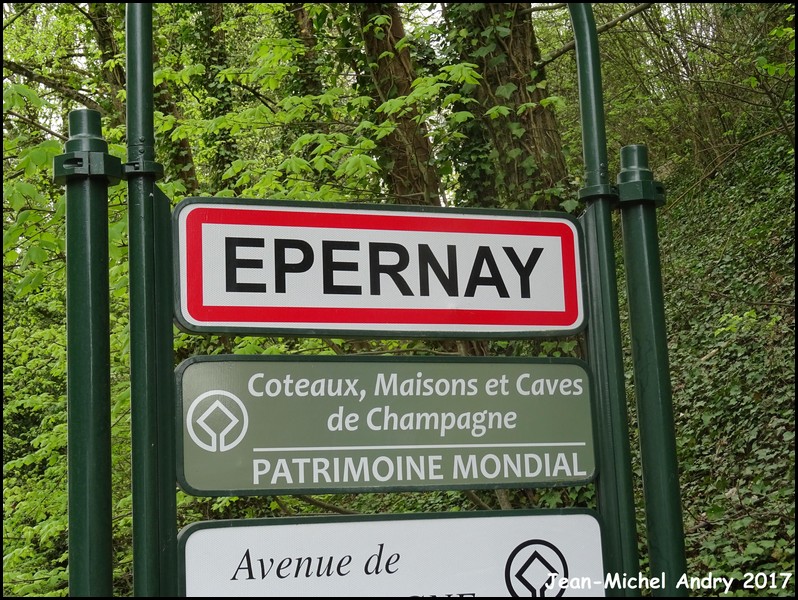 EPERNAY
Coteaux, Maisons et Caves
de Champagne
PATRIMOINE MONDIAL
Avenue de
Jean-Michel Andry 2017